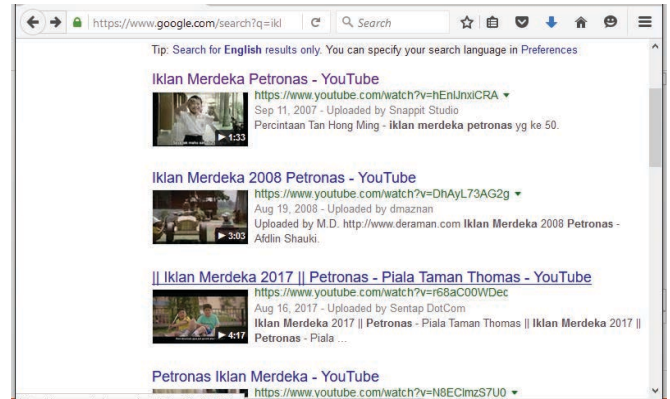 https://www.google.com/search?q=ikl
Search
Tip: Search for English results only. You can specify your search language in Preferences
Iklan Merdeka Petronas - YouTube
https://www.youtube.com/watch?v=hEnlJnxiCRA
Sep 11, 2007 - Uploaded by Snappit Studio
Percintaan Tan Hong Ming - iklan merdeka petronas yg ke 50.
1:33
Iklan Merdeka 2008 Petronas - YouTube
https://www.youtube.com/watch?v=DhAyL73AG2g
Aug 19, 2008 - Uploaded by dmaznan
Uploaded by M.D. http://www.deraman.com Iklan Merdeka 2008 Petronas -
Afdlin Shauki.
3:03
|| Iklan Merdeka 2017 || Petronas - Piala Taman Thomas - YouTube
https://www.youtube.com/watch?v=r68aC00WDec
Aug 16, 2017 - Uploaded by Sentap DotCom
Iklan Merdeka 2017 || Petronas - Piala Taman Thomas || Iklan Merdeka 2017 ||
Petronas - Piala ...
4:17
Petronas Iklan Merdeka - YouTube
https://www.youtube.com/watch?v=N8EClmzS7U0